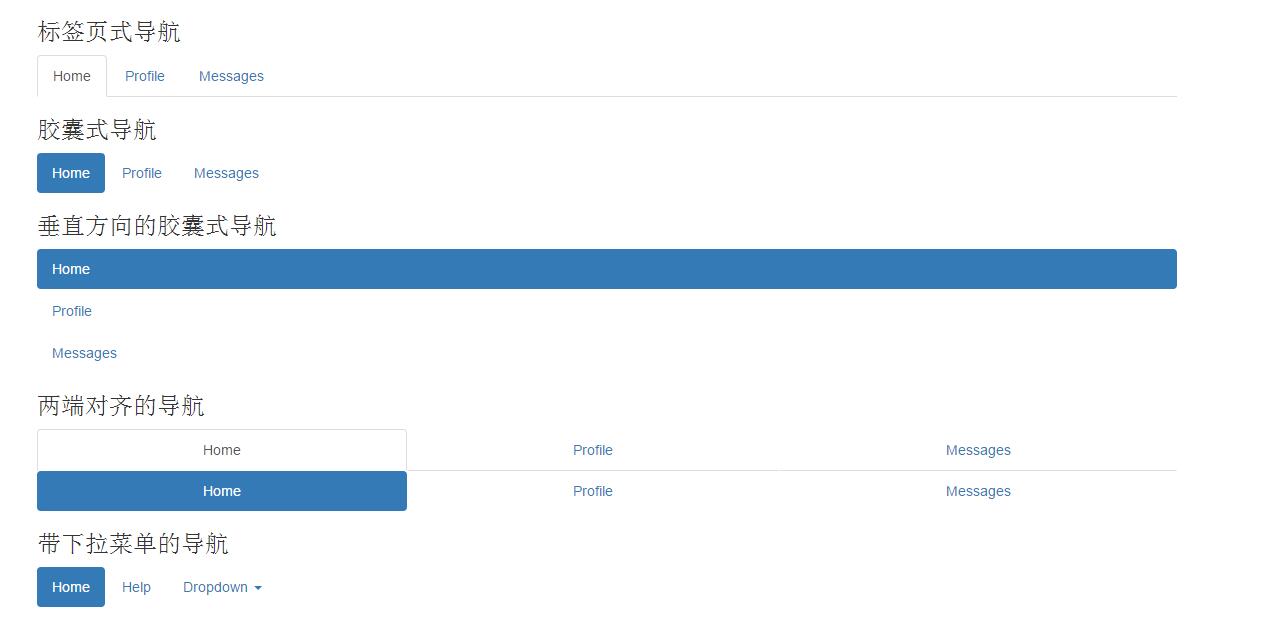 标签页式导航
Home Profile Messages
胶囊式导航
Home Profile Messages
垂直方向的胶囊式导航
Home
Profile
Messages
两端对齐的导航
Home Profile Messages
Home Profile Messages
带下拉菜单的导航
Home Help Dropdown